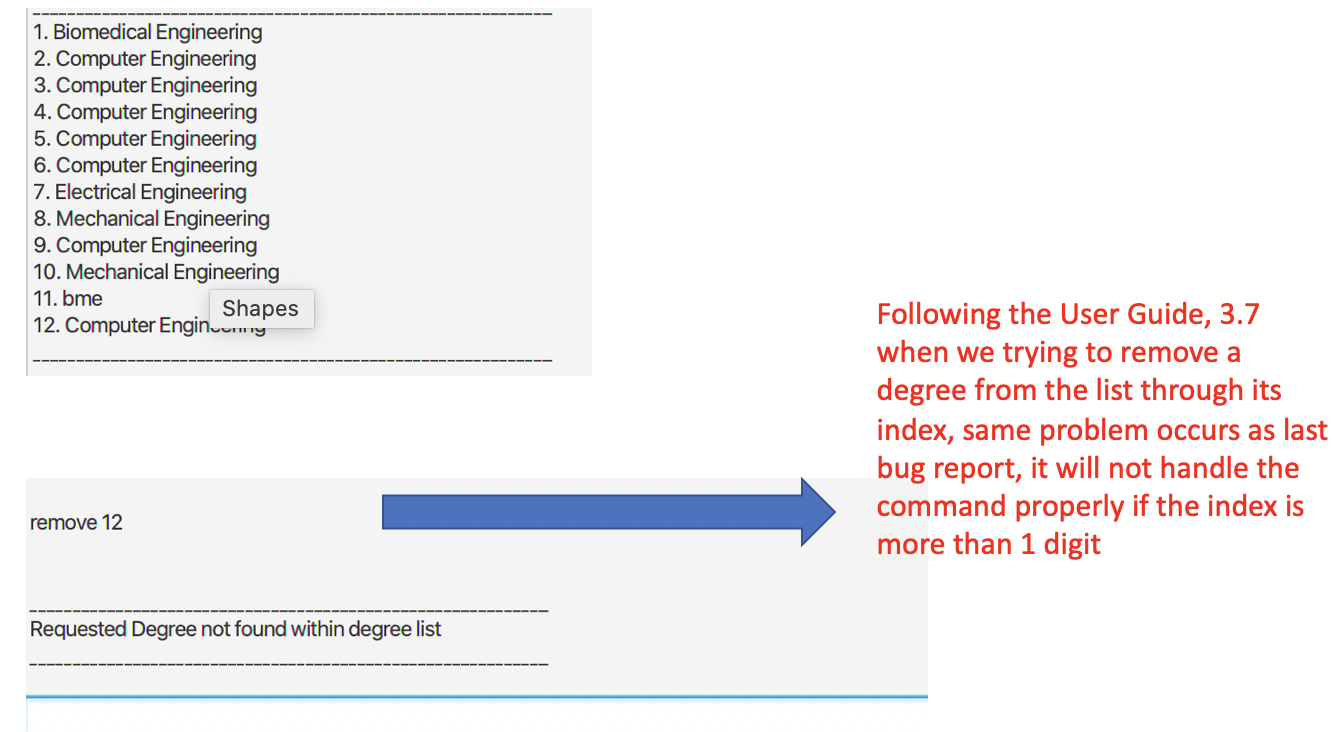 1. Biomedical Engineering
2. Computer Engineering
3. Computer Engineering
4. Computer Engineering
5. Computer Engineering
6. Computer Engineering
7. Electrical Engineering
8. Mechanical Engineering
9. Computer Engineering
10. Mechanical Engineering
11. bme
Shapes
12. Computer Engineering
Following the User Guide, 3.7
when we trying to remove a
degree from the list through its
index, same problem occurs as last
bug report, it will not handle the
command properly if the index is
more than 1 digit
remove 12
Requested Degree not found within degree list